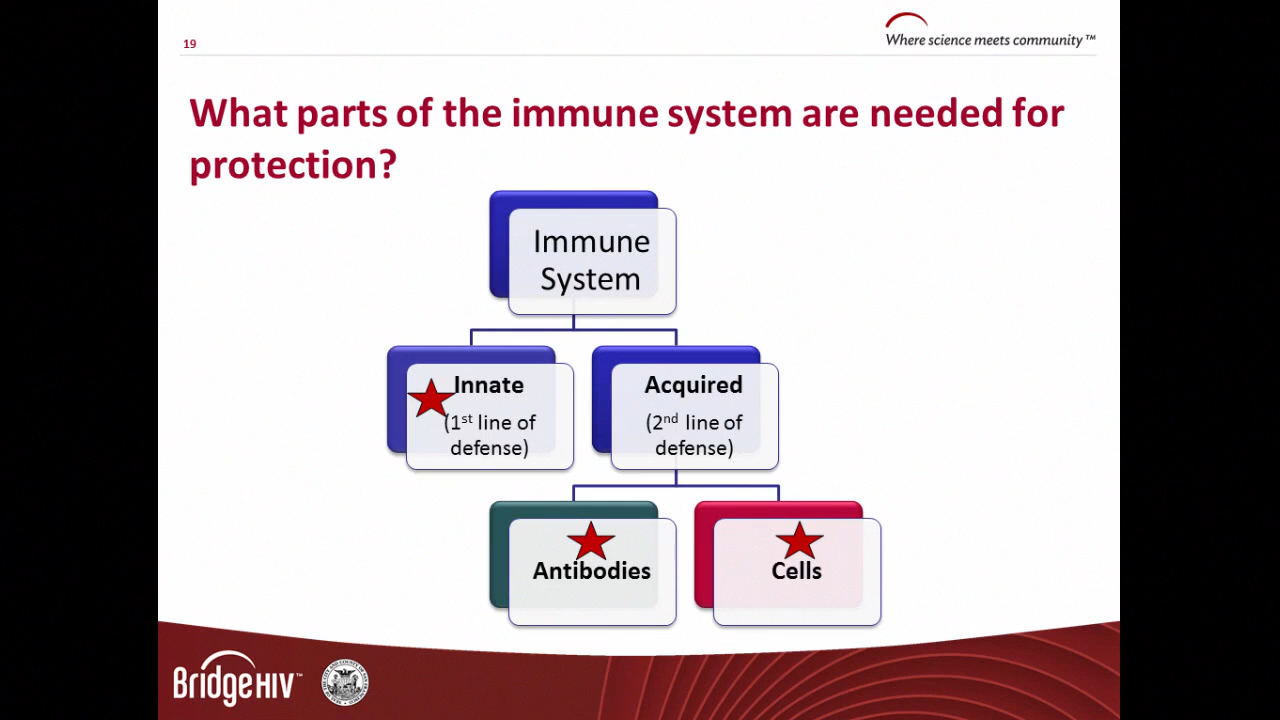 19
Where science meets community™
What parts of the immune system are needed for
protection?
Immune
System
Innate
(1st line of
defense)
Acquired
(2nd line of
defense)
Antibodies
Cells
BridgeHIV™